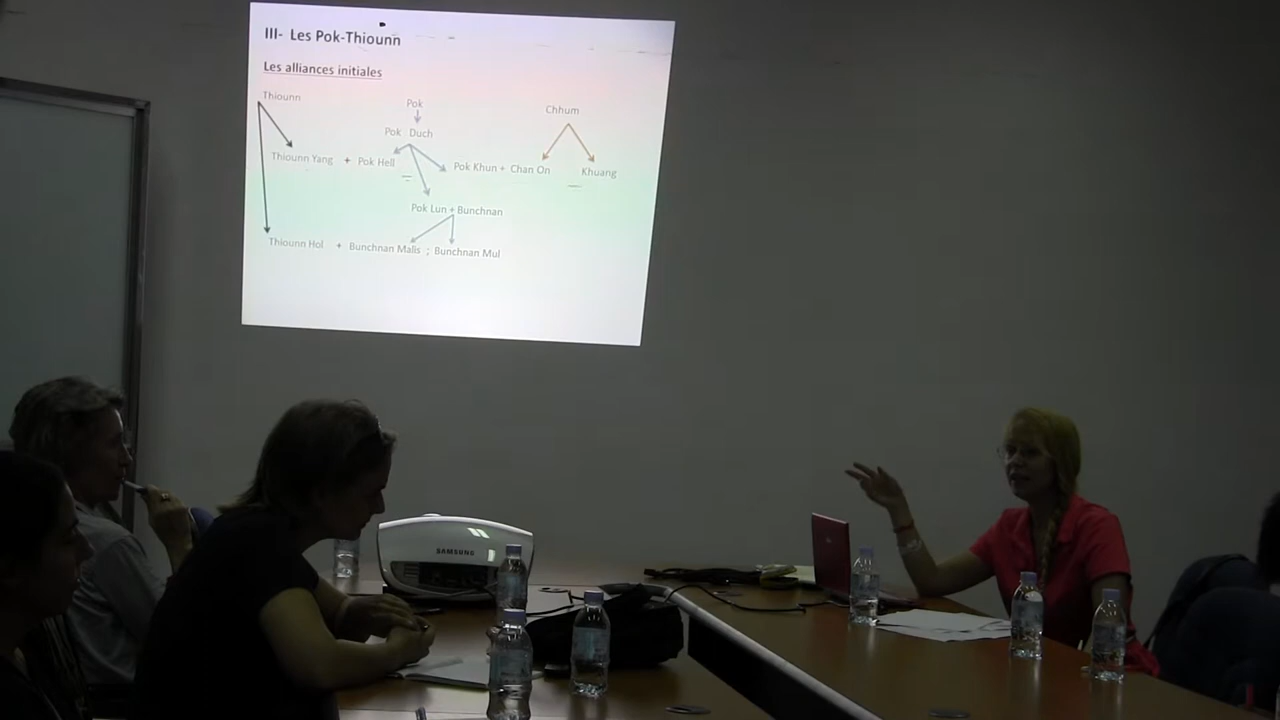 III- Les Pok-Thiounn
Les alliances initiales
Thiounn
Pok
Chhum
Pok Duch
Thiounn Yang + Pok Hell
Pok Khun + Chan On
Khuang
Pok Lun + Bunchnan
Thiounn Hol + Bunchnan Malis ; Bunchnan Mul
SAMSUNG